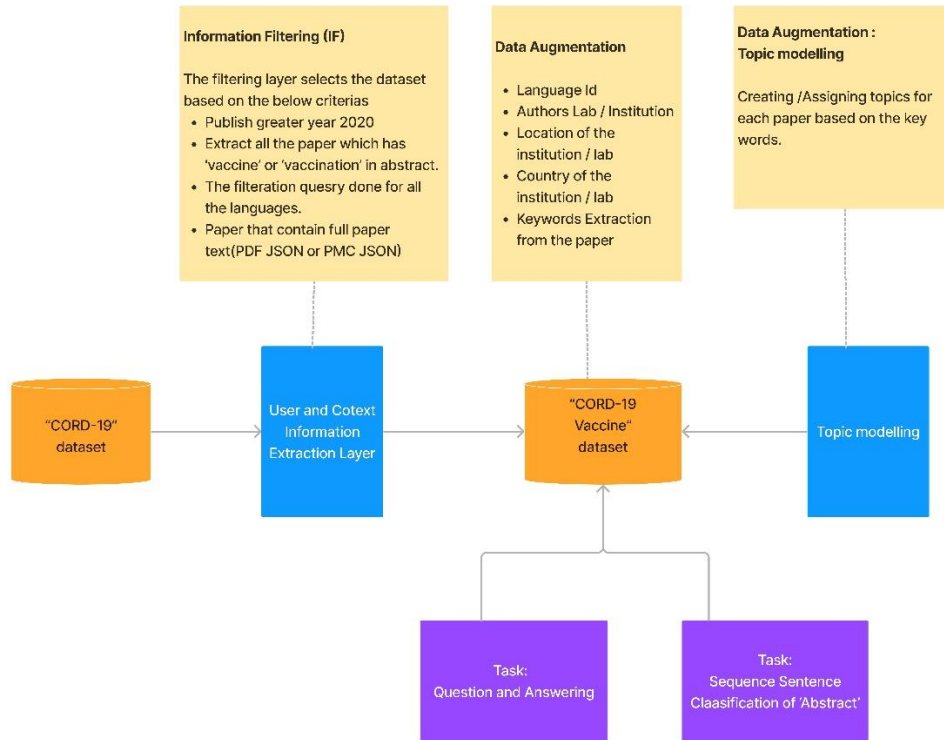 Information Filtering (IF)
The filtering layer selects the dataset
based on the below criterias
• Publish greater year 2020
• Extract all the paper which has
‘vaccine’ or ‘vaccination’ in abstract.
• The filteration quesry done for all
the languages.
• Paper that contain full paper
text(PDF JSON or PMC JSON)
Data Augmentation
• Language Id
• Authors Lab / Institution
• Location of the
institution / lab
• Country of the
institution / lab
• Keywords Extraction
from the paper
Data Augmentation :
Topic modelling
Creating /Assigning topics for
each paper based on the key
words.
“CORD-19”
dataset
User and Cotext
Information
Extraction Layer
“CORD-19
Vaccine“
dataset
Topic modelling
Task:
Question and Answering
Task:
Sequence Sentence
Claasification of ‘Abstract’